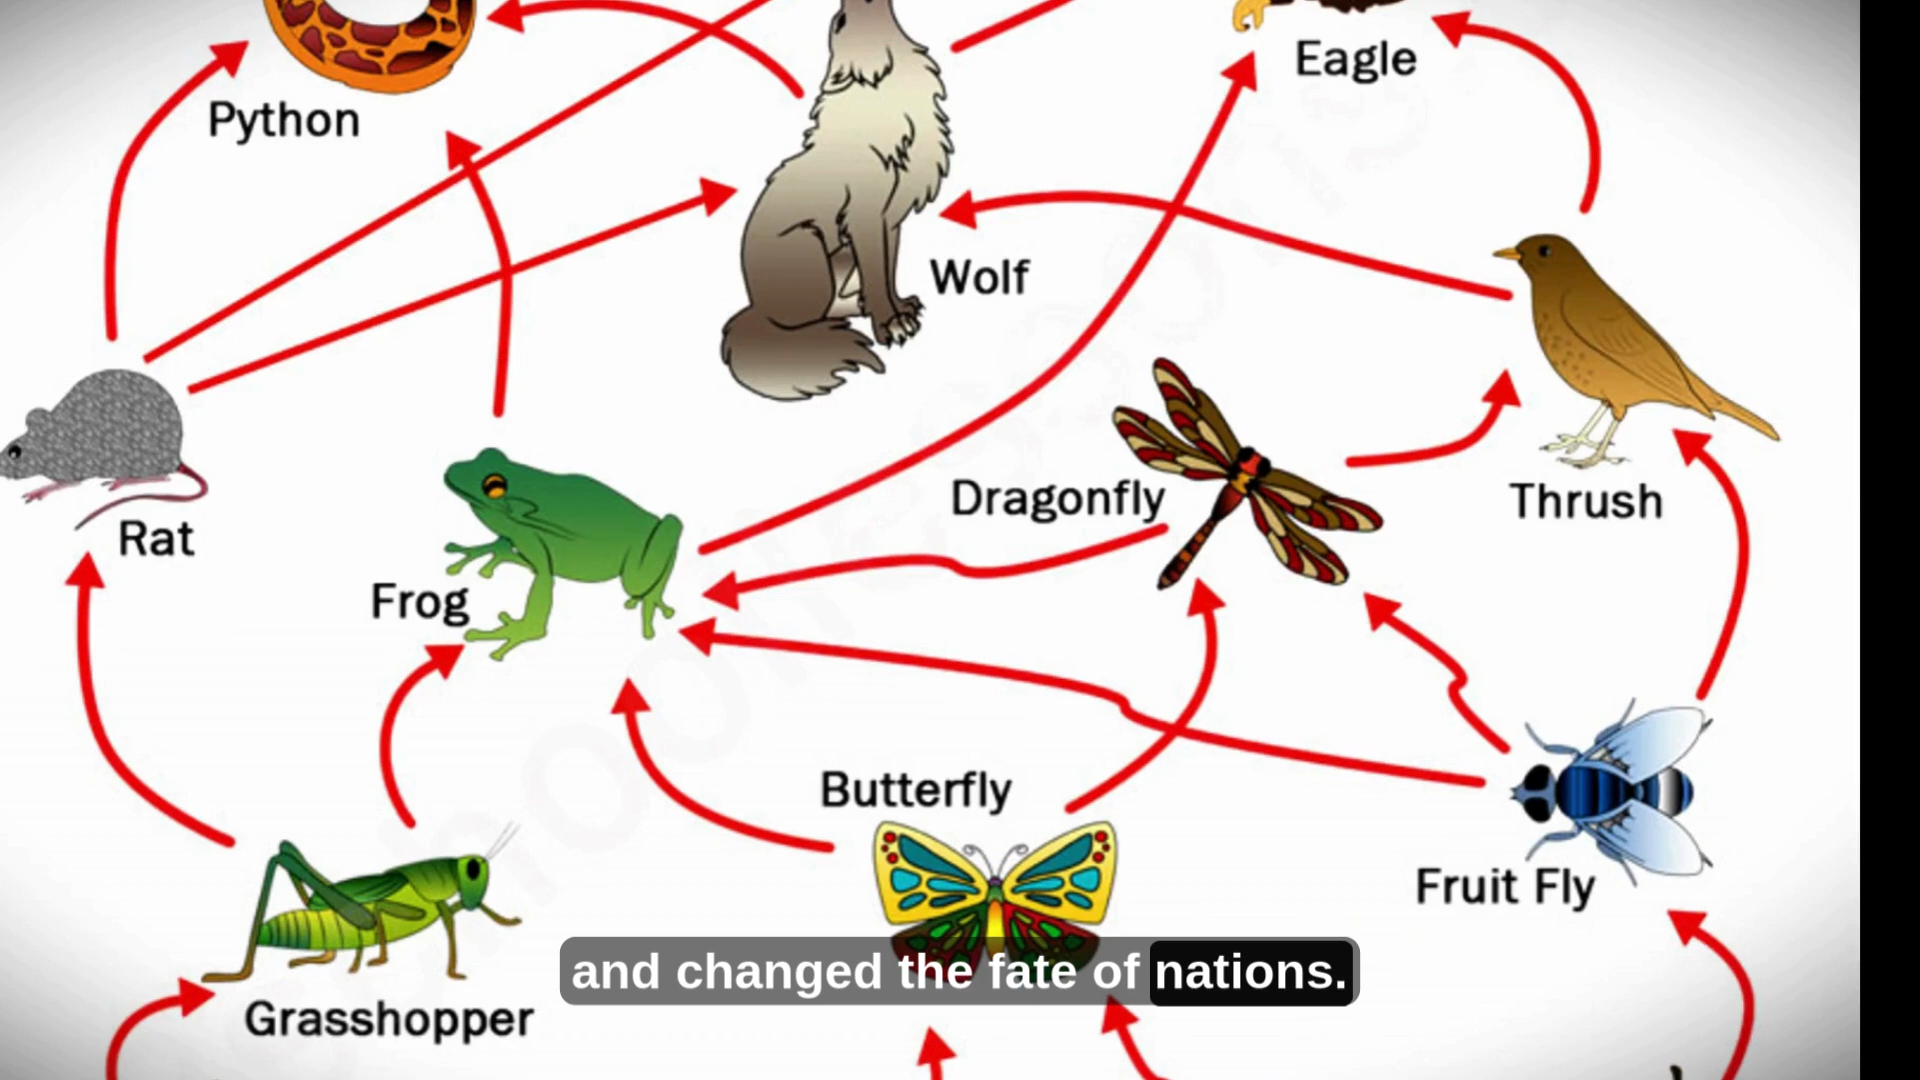 Eagle
Python
Wolf
Dragonfly
Thrush
Rat
Frog
Butterfly
Fruit Fly
and changed the fate of nations.
Grasshopper